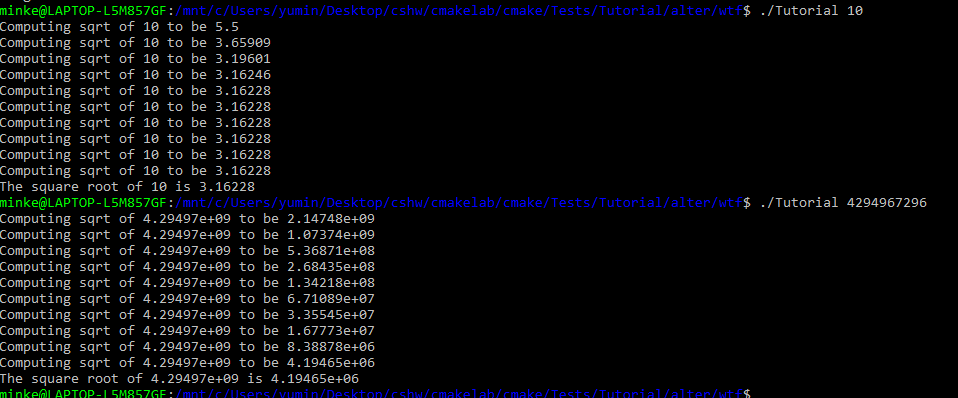 minke@LAPTOP-L5M857GF:/mnt/c/Users/yumin/Desktop/cshw/cmakelab/cmake/Tests/Tutorial/alter/wtf$ ./Tutorial 10
Computing sqrt of 10 to be 5.5
Computing sqrt of 10 to be 3.65909
Computing sqrt of 10 to be 3.19601
Computing sqrt of 10 to be 3.16246
Computing sqrt of 10 to be 3.16228
Computing sqrt of 10 to be 3.16228
Computing sqrt of 10 to be 3.16228
Computing sqrt of 10 to be 3.16228
Computing sqrt of 10 to be 3.16228
Computing sqrt of 10 to be 3.16228
The square root of 10 is 3.16228
minke@LAPTOP-L5M857GF:/mnt/c/Users/yumin/Desktop/cshw/cmakelab/cmake/Tests/Tutorial/alter/wtf$ ./Tutorial 4294967296
Computing sqrt of 4.29497e+09 to be 2.14748e+09
Computing sqrt of 4.29497e+09 to be 1.07374e+09
Computing sqrt of 4.29497e+09 to be 5.36871e+08
Computing sqrt of 4.29497e+09 to be 2.68435e+08
Computing sqrt of 4.29497e+09 to be 1.34218e+08
Computing sqrt of 4.29497e+09 to be 6.71089e+07
Computing sqrt of 4.29497e+09 to be 3.35545e+07
Computing sqrt of 4.29497e+09 to be 1.67773e+07
Computing sqrt of 4.29497e+09 to be 8.38878e+06
Computing sqrt of 4.29497e+09 to be 4.19465e+06
The square root of 4.29497e+09 is 4.19465e+06
minke@LAPTOP-L5M857GF:/mnt/c/Users/yumin/Desktop/cshw/cmakelab/cmake/Tests/Tutorial/alter/wtf$